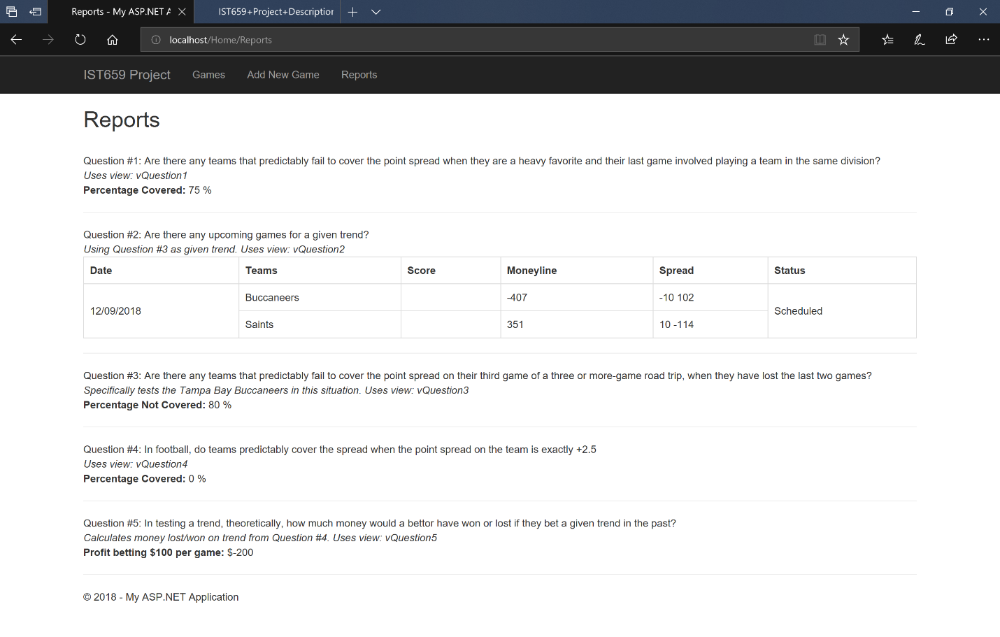 Reports - My ASP.NET A
IST659+Project+Description
localhost/Home/Reports
IST659 Project Games Add New Game Reports
Reports
Question #1: Are there any teams that predictably fail to cover the point spread when they are a heavy favorite and their last game involved playing a team in the same division?
Uses view: vQuestion1
Percentage Covered: 75 %
Question #2: Are there any upcoming games for a given trend?
Using Question #3 as given trend. Uses view: vQuestion2
Date Teams Score Moneyline Spread Status
Buccaneers -407 -10 102
12/09/2018 Scheduled
Saints 351 10 -114
Question #3: Are there any teams that predictably fail to cover the point spread on their third game of a three or more-game road trip, when they have lost the last two games?
Specifically tests the Tampa Bay Buccaneers in this situation. Uses view: vQuestion3
Percentage Not Covered: 80 %
Question #4: In football, do teams predictably cover the spread when the point spread on the team is exactly +2.5
Uses view: vQuestion4
Percentage Covered: 0 %
Question #5: In testing a trend, theoretically, how much money would a bettor have won or lost if they bet a given trend in the past?
Calculates money lost/won on trend from Question #4. Uses view: vQuestion5
Profit betting $100 per game: $-200
© 2018 - My ASP.NET Application